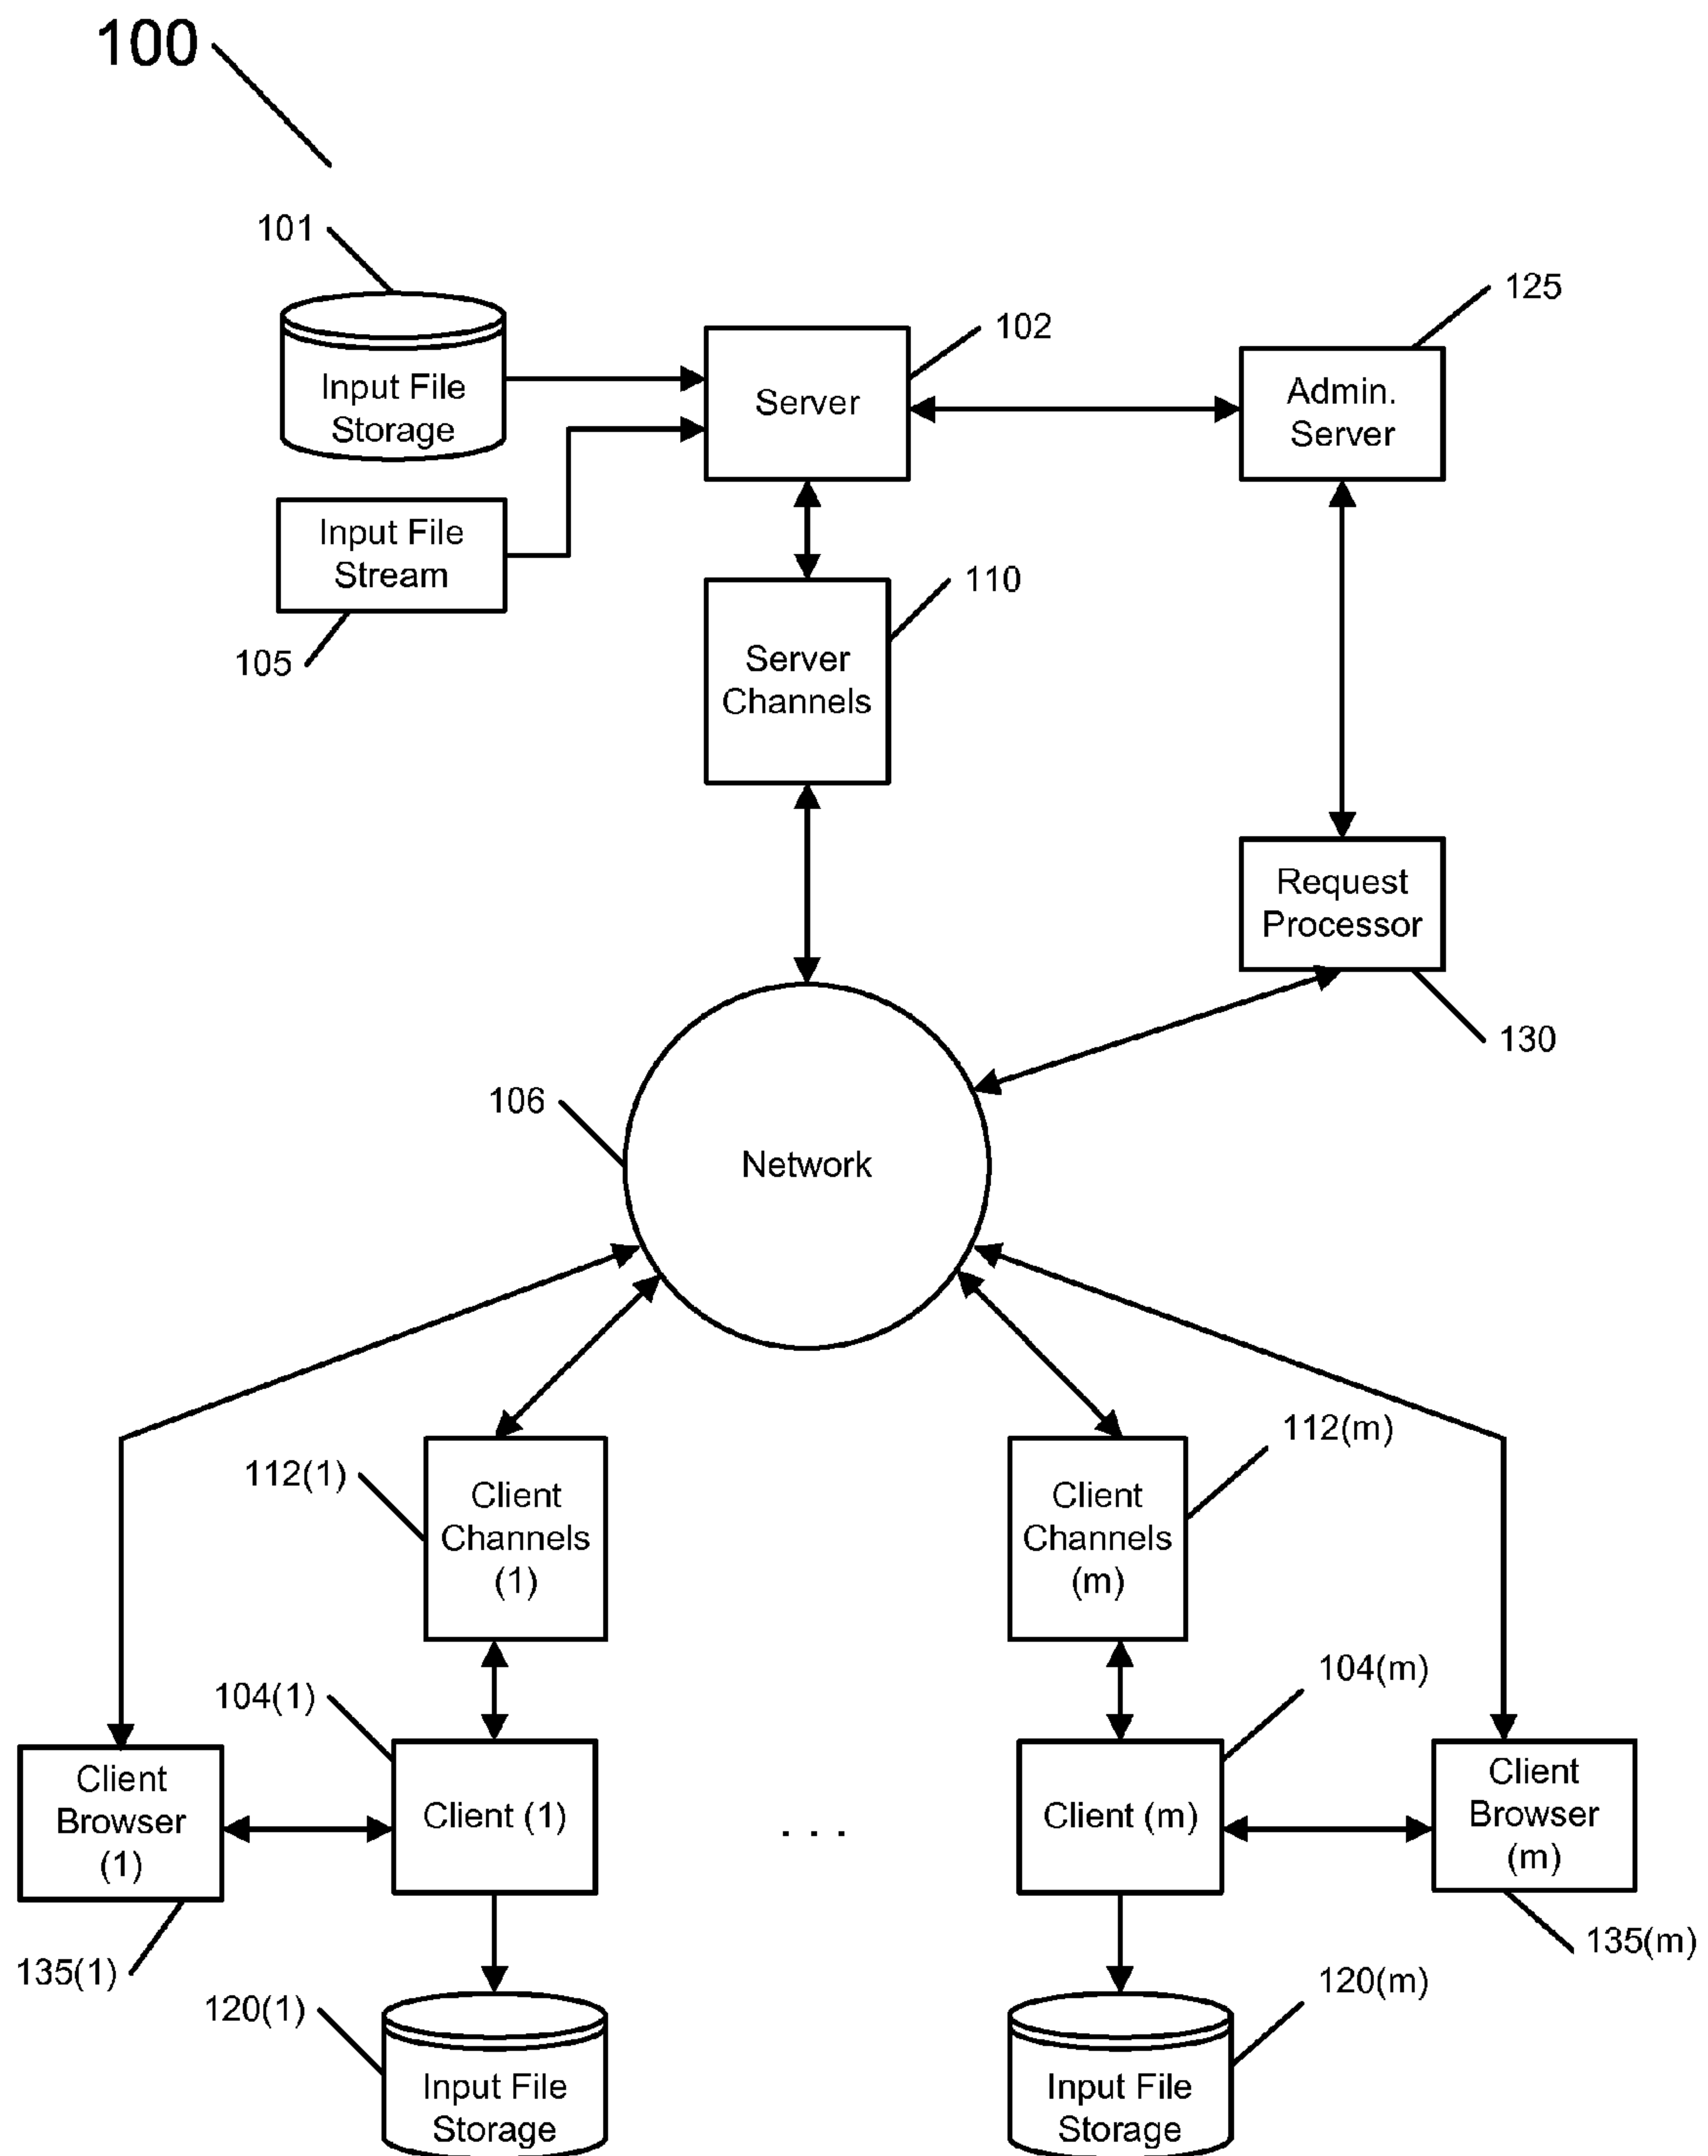 100
101
125
102
Input File
Storage
Server
Admin.
Server
Input File
Stream
110
105
Server
Channels
Request
Processor
130
106
Network
112(m)
112(1)
Client
Channels
(1)
Client
Channels
(m)
104(m)
104(1)
Client
Browser
(1)
Client (1)
. . .
Client (m)
Client
Browser
(m)
135(1)
135(m)
120(1)
120(m)
Input File
Storage
Input File
Storage